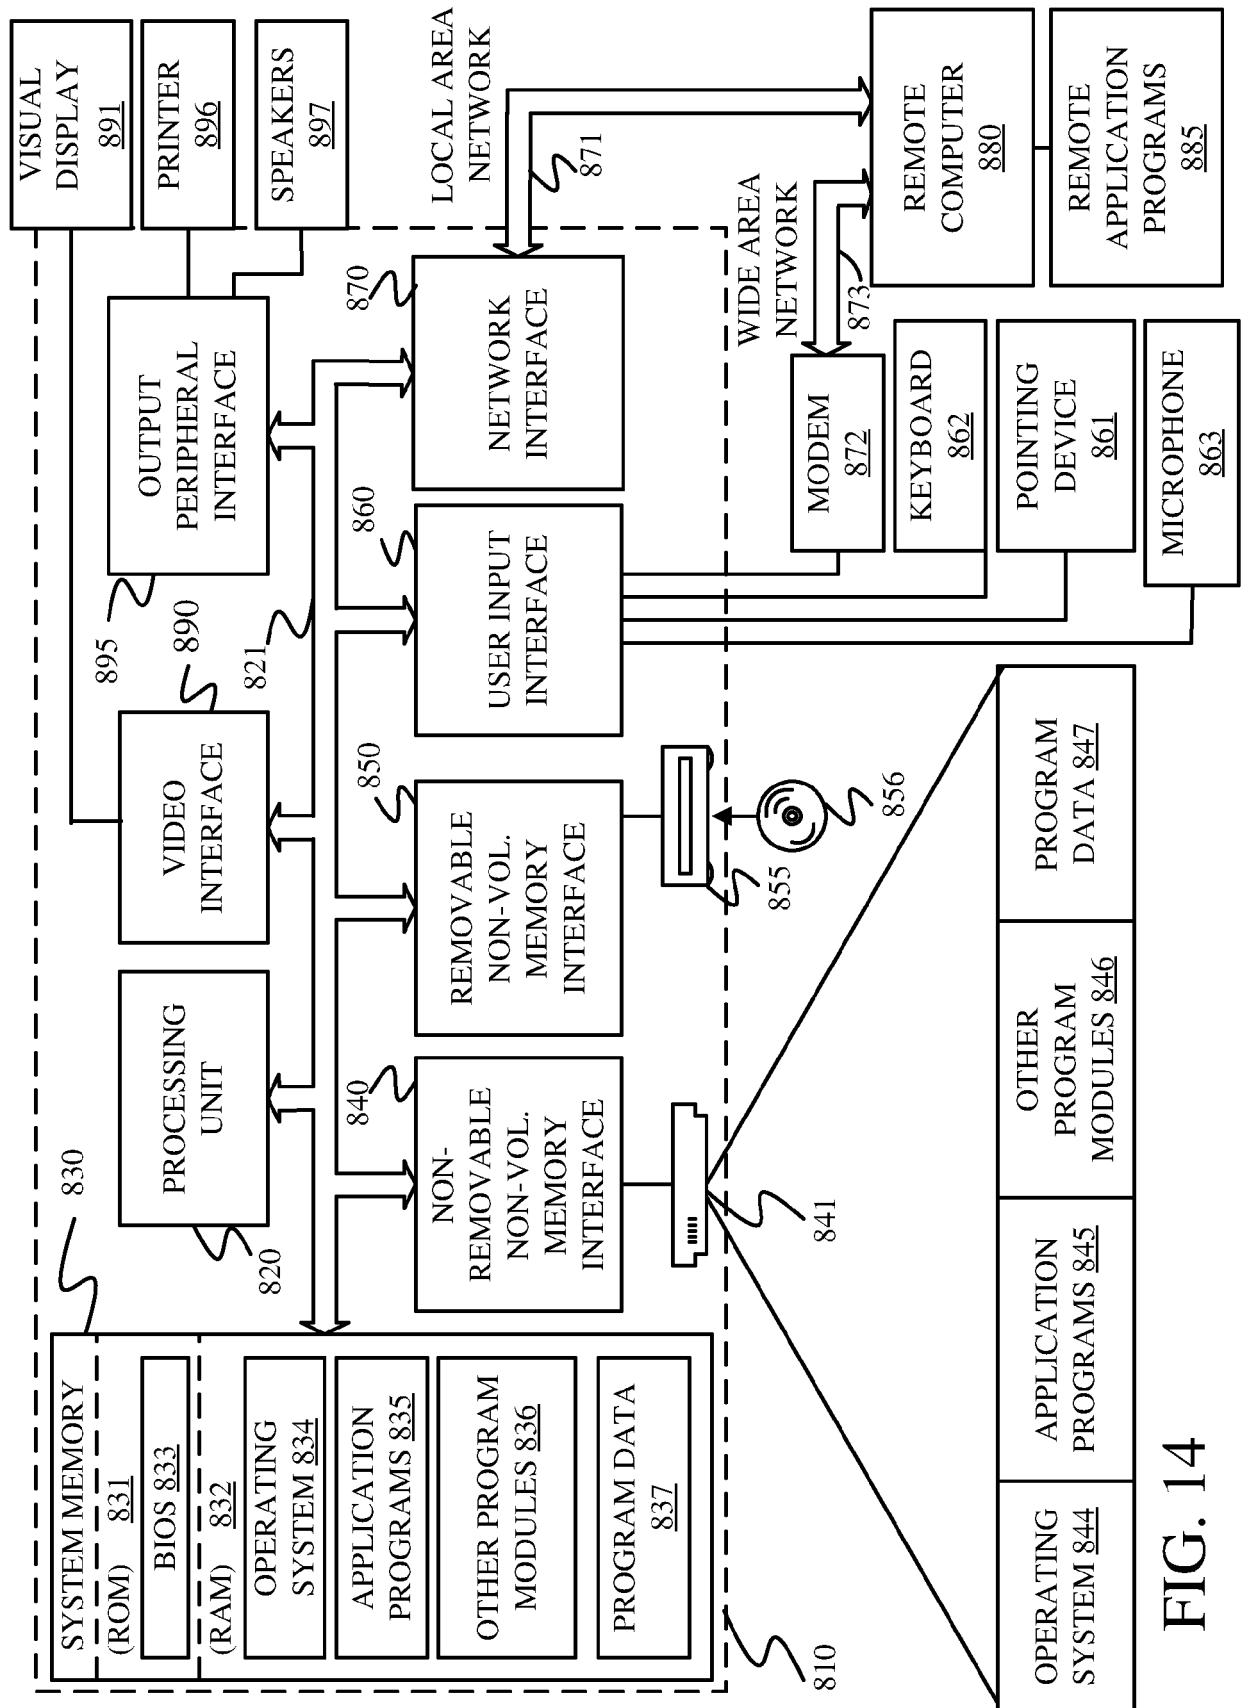 SYSTEM MEMORY
(ROM) 831
BIOS 833
(RAM) 832
OPERATING
SYSTEM 834
APPLICATION
PROGRAMS 835
OTHER PROGRAM
MODULES 836
PROGRAM DATA
837
810
830
820
PROCESSING
UNIT
VIDEO
INTERFACE
890
821
895
OUTPUT
PERIPHERAL
INTERFACE
VISUAL
DISPLAY
891
PRINTER
896
SPEAKERS
897
840
NON-
REMOVABLE
NON-VOL.
MEMORY
INTERFACE
850
REMOVABLE
NON-VOL.
MEMORY
INTERFACE
860
USER INPUT
INTERFACE
870
NETWORK
INTERFACE
LOCAL AREA
NETWORK
871
841
855
856
WIDE AREA
NETWORK
873
MODEM
872
KEYBOARD
862
POINTING
DEVICE
861
MICROPHONE
863
REMOTE
COMPUTER
880
REMOTE
APPLICATION
PROGRAMS
885
OPERATING
SYSTEM 844
APPLICATION
PROGRAMS 845
OTHER
PROGRAM
MODULES 846
PROGRAM
DATA 847
FIG. 14